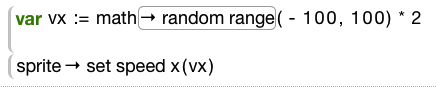 var vx := math → random range( - 100, 100) * 2
sprite → set speed x(vx)